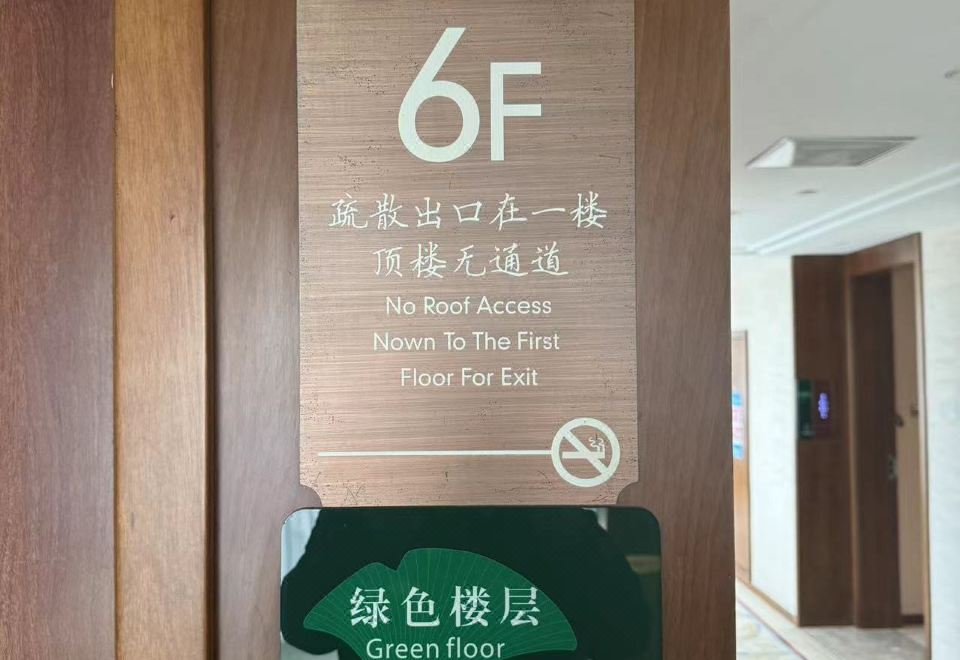 6F
疏散出口在一楼
顶楼无通道
No Roof Access
Nown To The First
Floor For Exit
绿色楼层
Green floor